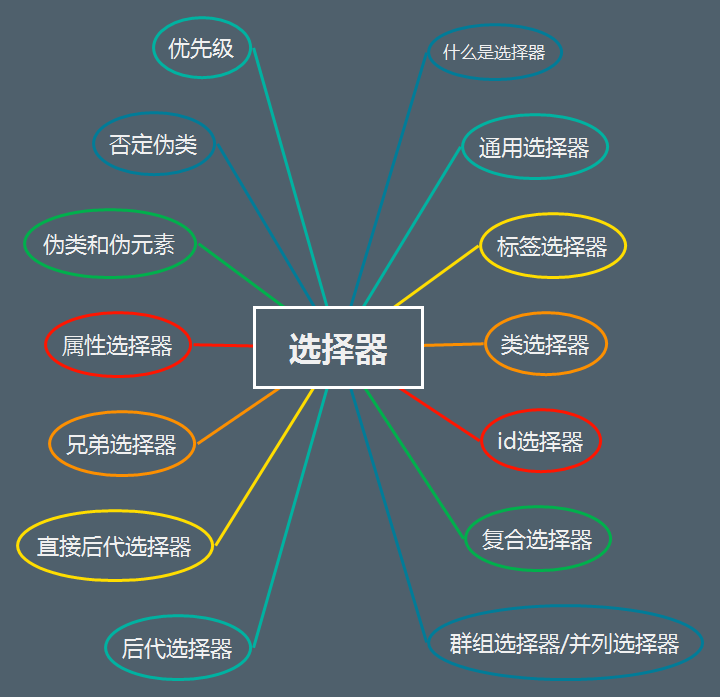 优先级
什么是选择器
否定伪类
通用选择器
伪类和伪元素
标签选择器
选择器
属性选择器
类选择器
兄弟选择器
id选择器
直接后代选择器
复合选择器
后代选择器
群组选择器/并列选择器